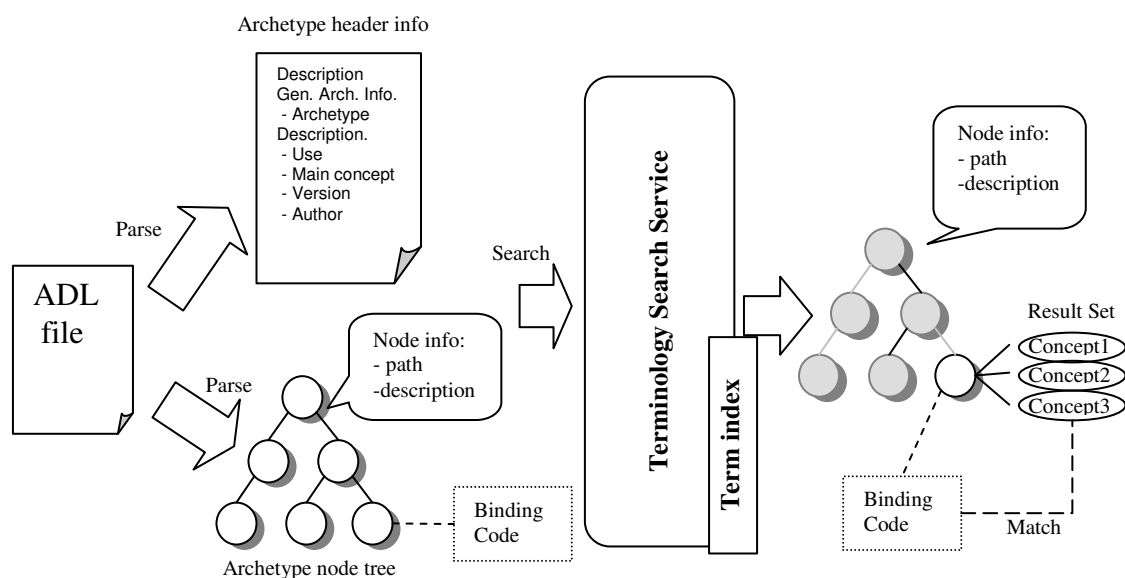 Archetype header info
Description
Gen. Arch. Info.
- Archetype
Description.
- Use
- Main concept
- Version
- Author
Parse
ADL
file
Parse
Node info:
- path
-description
Binding
Code
Archetype node tree
Search
Terminology Search Service
Term index
Node info:
- path
-description
Result Set
Concept1
Concept2
Concept3
Binding
Code
Match